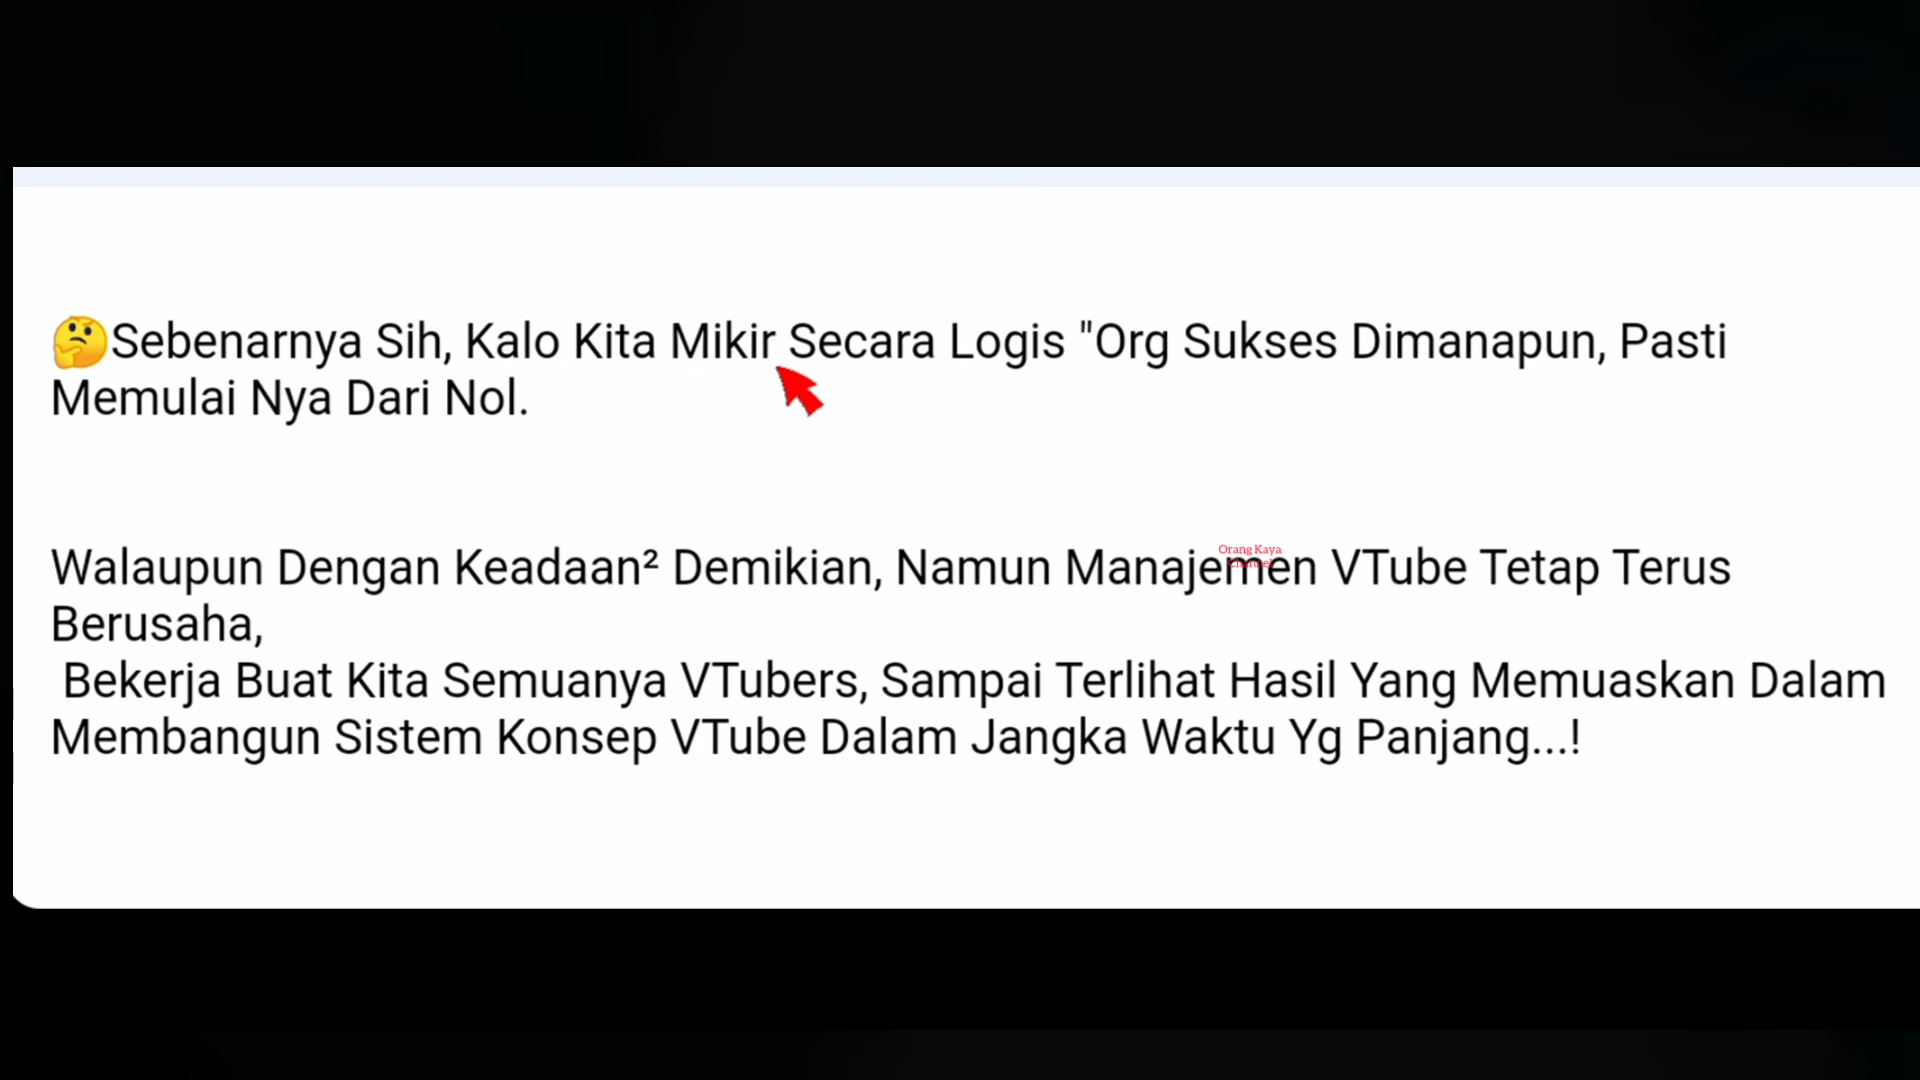 🤔Sebenarnya Sih, Kalo Kita Mikir Secara Logis "Org Sukses Dimanapun, Pasti
Memulai Nya Dari Nol.
Walaupun Dengan Keadaan² Demikian, Namun Manajemen VTube Tetap Terus
Berusaha,
Bekerja Buat Kita Semuanya VTubers, Sampai Terlihat Hasil Yang Memuaskan Dalam
Membangun Sistem Konsep VTube Dalam Jangka Waktu Yg Panjang...!
Orang Kaya
Channel